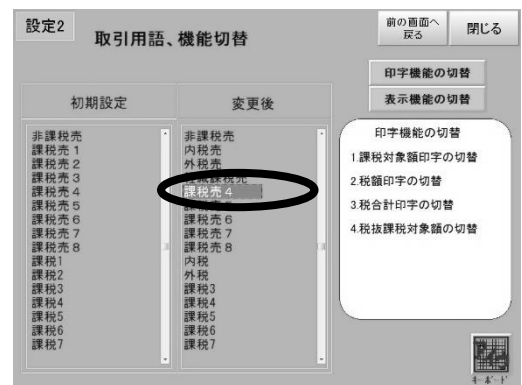 設定2
取引用語、機能切替
前の画面へ
戻る
閉じる
印字機能の切替
表示機能の切替
初期設定
変更後
非課税売
課税売1
課税売2
課税売3
課税売4
課税売5
課税売6
課税売7
課税売8
課税1
課税2
課税3
課税4
課税5
課税6
課税7
非課税売
内税売
外税売
課税売4
課税売6
課税売7
課税売8
内税
外税
課税3
課税4
課税5
課税6
課税7
印字機能の切替
1.課税対象額印字の切替
2.税額印字の切替
3.税合計印字の切替
4.税抜課税対象額の切替
キーボード